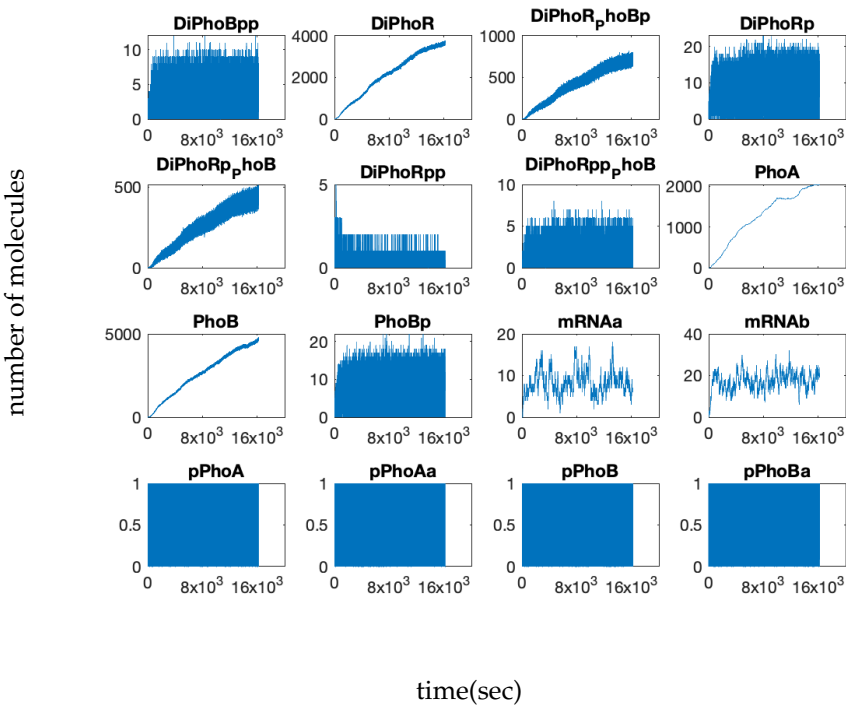 DiPhoBpp DiPhoR DiPhoR_PhoBp DiPhoRp
10 5 0 4000 2000 0 1000 500 0 20 10 0
0 8x10³ 16x10³ 0 8x10³ 16x10³ 0 8x10³ 16x10³ 0 8x10³ 16x10³
DiPhoRp_PhoB DiPhoRpp DiPhoRpp_PhoB PhoA
500 0 5 0 10 5 0 2000 1000 0
0 8x10³ 16x10³ 0 8x10³ 16x10³ 0 8x10³ 16x10³ 0 8x10³ 16x10³
PhoB PhoBp mRNAa mRNAb
5000 0 20 10 0 20 10 0 40 20 0
0 8x10³ 16x10³ 0 8x10³ 16x10³ 0 8x10³ 16x10³ 0 8x10³ 16x10³
pPhoA pPhoAa pPhoB pPhoBa
1 0.5 0 1 0.5 0 1 0.5 0 1 0.5 0
0 8x10³ 16x10³ 0 8x10³ 16x10³ 0 8x10³ 16x10³ 0 8x10³ 16x10³
number of molecules
time(sec)